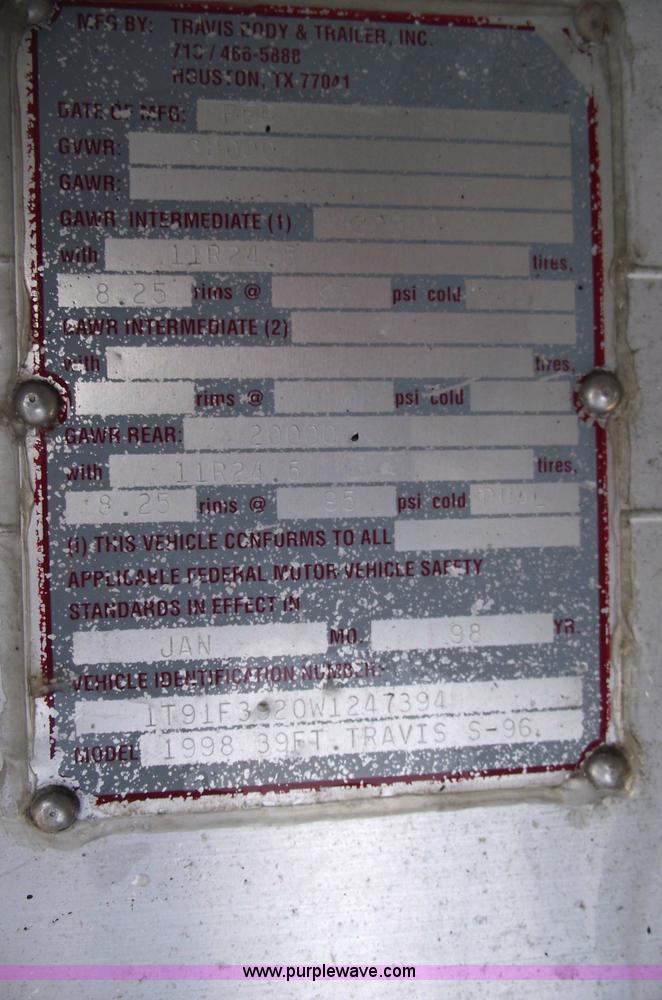 MFG BY: TRAVIS BODY & TRAILER, INC.
713 / 466-5888
HOUSTON, TX 77041
DATE OF MFG:
GVWR:
GAWR:
GAWR INTERMEDIATE (1)
with 11R24.5 tires,
8.25 rims @ psi cold
GAWR INTERMEDIATE (2)
with tires,
rims @ psi cold
GAWR REAR: 20000
with 11R24.5 tires,
8.25 rims @ 95 psi cold DUAL
(I) THIS VEHICLE CONFORMS TO ALL
APPLICABLE FEDERAL MOTOR VEHICLE SAFETY
STANDARDS IN EFFECT IN
JAN MO. 98 YR.
VEHICLE IDENTIFICATION NUMBER:
MODEL 1998 39FT.TRAVIS S-96.
www.purplewave.com